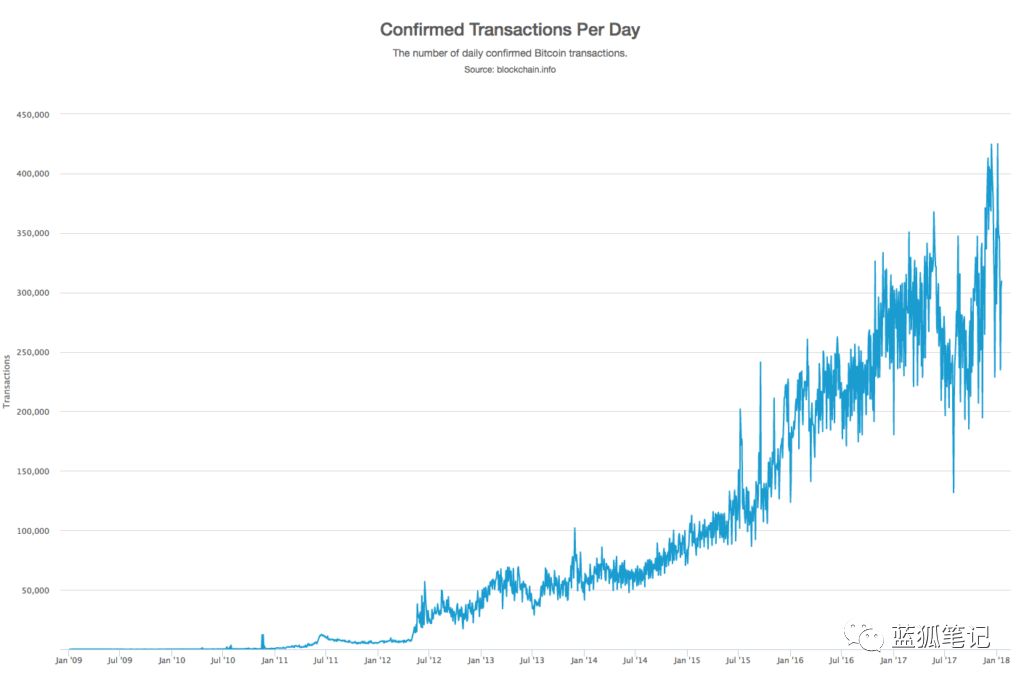 Confirmed Transactions Per Day
The number of daily confirmed Bitcoin transactions.
Source: blockchain.info
450,000
400,000
350,000
300,000
250,000
200,000
150,000
100,000
50,000
Transactions
Jan '09
Jul '09
Jan '10
Jul '10
Jan '11
Jul '11
Jan '12
Jul '12
Jan '13
Jul '13
Jan '14
Jul '14
Jan '15
Jul '15
Jan '16
Jul '16
Jan '17
Jul '17
Jan '18
蓝狐笔记